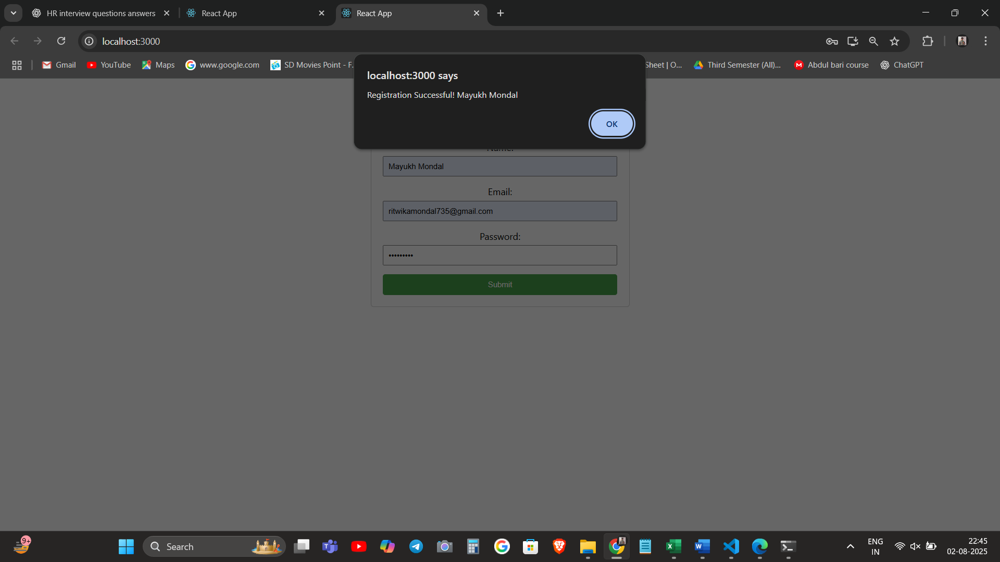 HR interview questions answers
React App
React App
localhost:3000
Gmail
YouTube
Maps
www.google.com
SD Movies Point - F.
Sheet | O...
Third Semester (All)...
Abdul bari course
ChatGPT
localhost:3000 says
Registration Successful! Mayukh Mondal
OK
Name:
Mayukh Mondal
Email:
ritwikamondal735@gmail.com
Password:
•••••••••
Submit
9+
Search
ENG
IN
22:45
02-08-2025